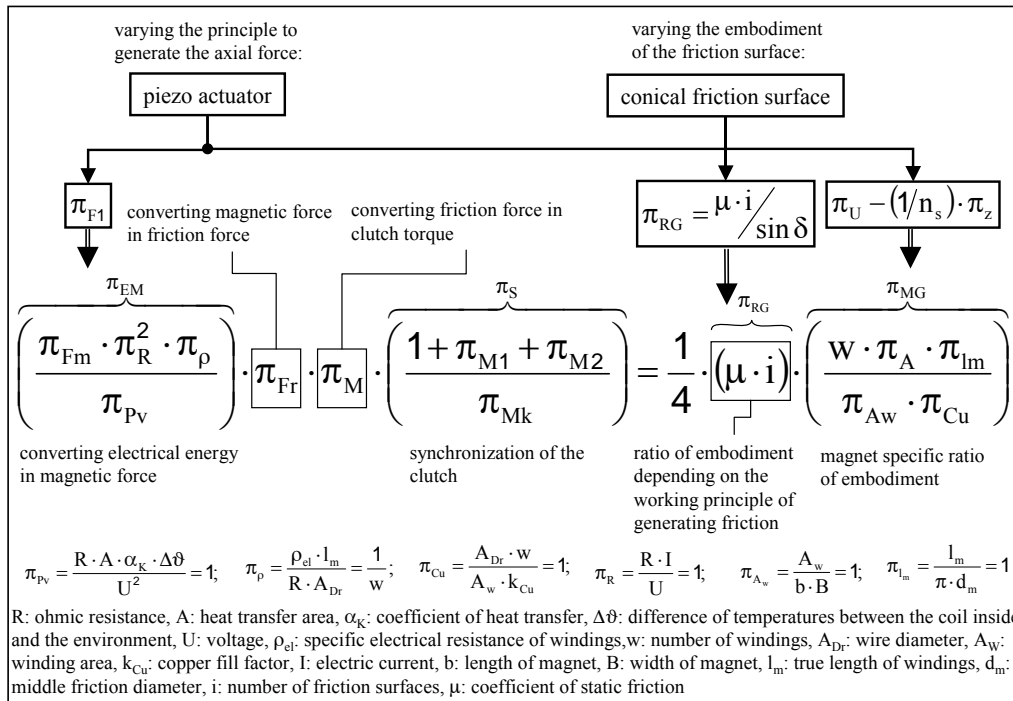 varying the principle to
generate the axial force:
varying the embodiment
of the friction surface:
piezo actuator
conical friction surface
π_F1
converting magnetic force
in friction force
converting friction force in
clutch torque
π_RG = μ · i / sin δ
π_U – (1/n_s) · π_z
π_EM
π_S
π_RG
π_MG
(π_Fm · π_R² · π_ρ / π_Pv) · π_Fr · π_M · (1 + π_M1 + π_M2 / π_Mk) = 1/4 · (μ · i) · (w · π_A · π_lm / π_Aw · π_Cu)
converting electrical energy
in magnetic force
synchronization of the
clutch
ratio of embodiment
depending on the
working principle of
generating friction
magnet specific ratio
of embodiment
π_Pv = R · A · α_K · Δϑ / U² = 1; π_ρ = ρ_el · l_m / R · A_Dr = 1/w; π_Cu = A_Dr · w / A_w · k_Cu = 1; π_R = R · I / U = 1; π_A_w = A_w / b · B = 1; π_l_m = l_m / π · d_m = 1
R: ohmic resistance, A: heat transfer area, α_K: coefficient of heat transfer, Δϑ: difference of temperatures between the coil inside
and the environment, U: voltage, ρ_el: specific electrical resistance of windings,w: number of windings, A_Dr: wire diameter, A_W:
winding area, k_Cu: copper fill factor, I: electric current, b: length of magnet, B: width of magnet, l_m: true length of windings, d_m:
middle friction diameter, i: number of friction surfaces, μ: coefficient of static friction